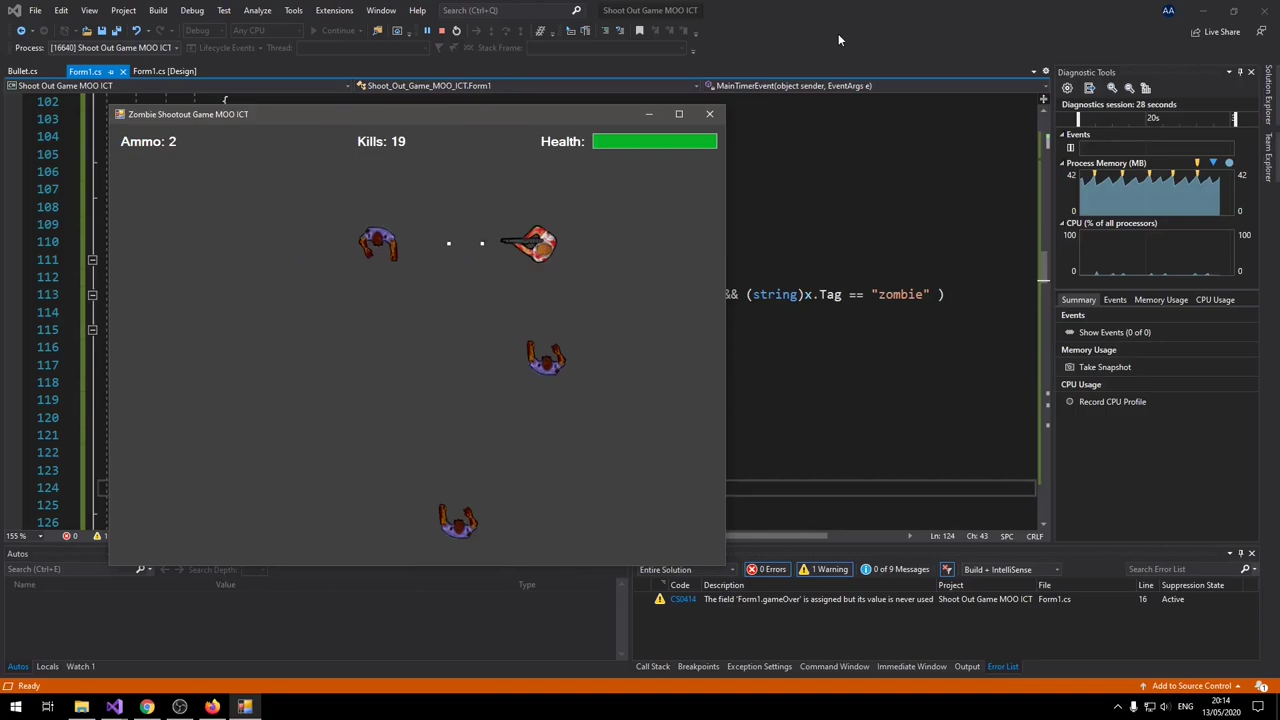 File Edit View Project Build Debug Test Analyze Tools Extensions Window Help Search (Ctrl+Q) Shoot Out Game MOO ICT AA
Debug Any CPU Continue Live Share
Process: [16640] Shoot Out Game MOO ICT Lifecycle Events Thread: Stack Frame:
Bullet.cs Form1.cs Form1.cs [Design]
Shoot Out Game MOO ICT Shoot_Out_Game_MOO_ICT.Form1 MainTimerEvent(object sender, EventArgs e)
102 {
103
104
105
106
107
108
109
110
111
112
113 && (string)x.Tag == "zombie" )
114
115
116
117
118
119
120
121
122
123
124
125
126
Zombie Shootout Game MOO ICT
Ammo: 2 Kills: 19 Health:
155 % 0 1 Ln: 124 Ch: 43 SPC CRLF
Diagnostic Tools
Diagnostics session: 28 seconds
20s
Events
Process Memory (MB)
42 42
0 0
CPU (% of all processors)
100 100
0 0
Summary Events Memory Usage CPU Usage
Events
Show Events (0 of 0)
Memory Usage
Take Snapshot
CPU Usage
Record CPU Profile
Solution Explorer
Team Explorer
Autos
Search (Ctrl+E) Search Depth:
Name Value Type
Autos Locals Watch 1
Entire Solution 0 Errors 1 Warning 0 of 9 Messages Build + IntelliSense Search Error List
Code Description Project File Line Suppression State
CS0414 The field 'Form1.gameOver' is assigned but its value is never used Shoot Out Game MOO ICT Form1.cs 16 Active
Call Stack Breakpoints Exception Settings Command Window Immediate Window Output Error List
Ready Add to Source Control 1
ENG 20:14
13/05/2020